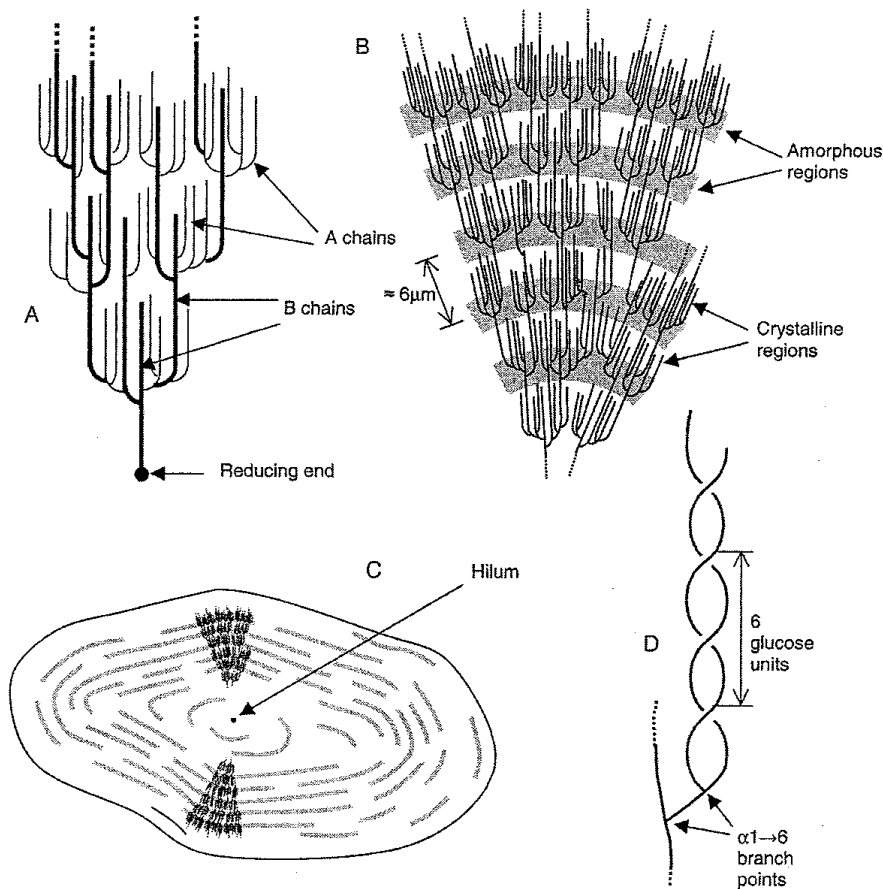 A
A chains
B chains
Reducing end
B
Amorphous
regions
≈ 6μm
Crystalline
regions
C
Hilum
D
6
glucose
units
α1→6
branch
points